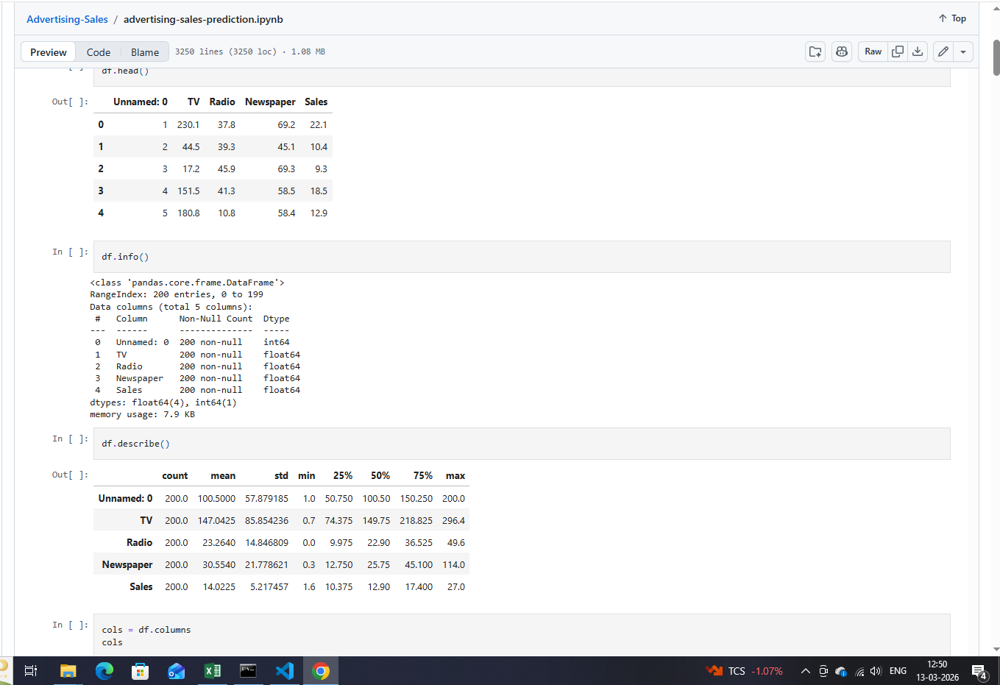 Advertising-Sales / advertising-sales-prediction.ipynb
Top
Preview Code Blame 3250 lines (3250 loc) · 1.08 MB
Raw
df.head()
Out[ ]:
Unnamed: 0 TV Radio Newspaper Sales
0 1 230.1 37.8 69.2 22.1
1 2 44.5 39.3 45.1 10.4
2 3 17.2 45.9 69.3 9.3
3 4 151.5 41.3 58.5 18.5
4 5 180.8 10.8 58.4 12.9
In [ ]:
df.info()
<class 'pandas.core.frame.DataFrame'>
RangeIndex: 200 entries, 0 to 199
Data columns (total 5 columns):
# Column Non-Null Count Dtype
--- ------ -------------- -----
0 Unnamed: 0 200 non-null int64
1 TV 200 non-null float64
2 Radio 200 non-null float64
3 Newspaper 200 non-null float64
4 Sales 200 non-null float64
dtypes: float64(4), int64(1)
memory usage: 7.9 KB
In [ ]:
df.describe()
Out[ ]:
count mean std min 25% 50% 75% max
Unnamed: 0 200.0 100.5000 57.879185 1.0 50.750 100.50 150.250 200.0
TV 200.0 147.0425 85.854236 0.7 74.375 149.75 218.825 296.4
Radio 200.0 23.2640 14.846809 0.0 9.975 22.90 36.525 49.6
Newspaper 200.0 30.5540 21.778621 0.3 12.750 25.75 45.100 114.0
Sales 200.0 14.0225 5.217457 1.6 10.375 12.90 17.400 27.0
In [ ]:
cols = df.columns
cols
TCS -1.07%
ENG
12:50
13-03-2026
4